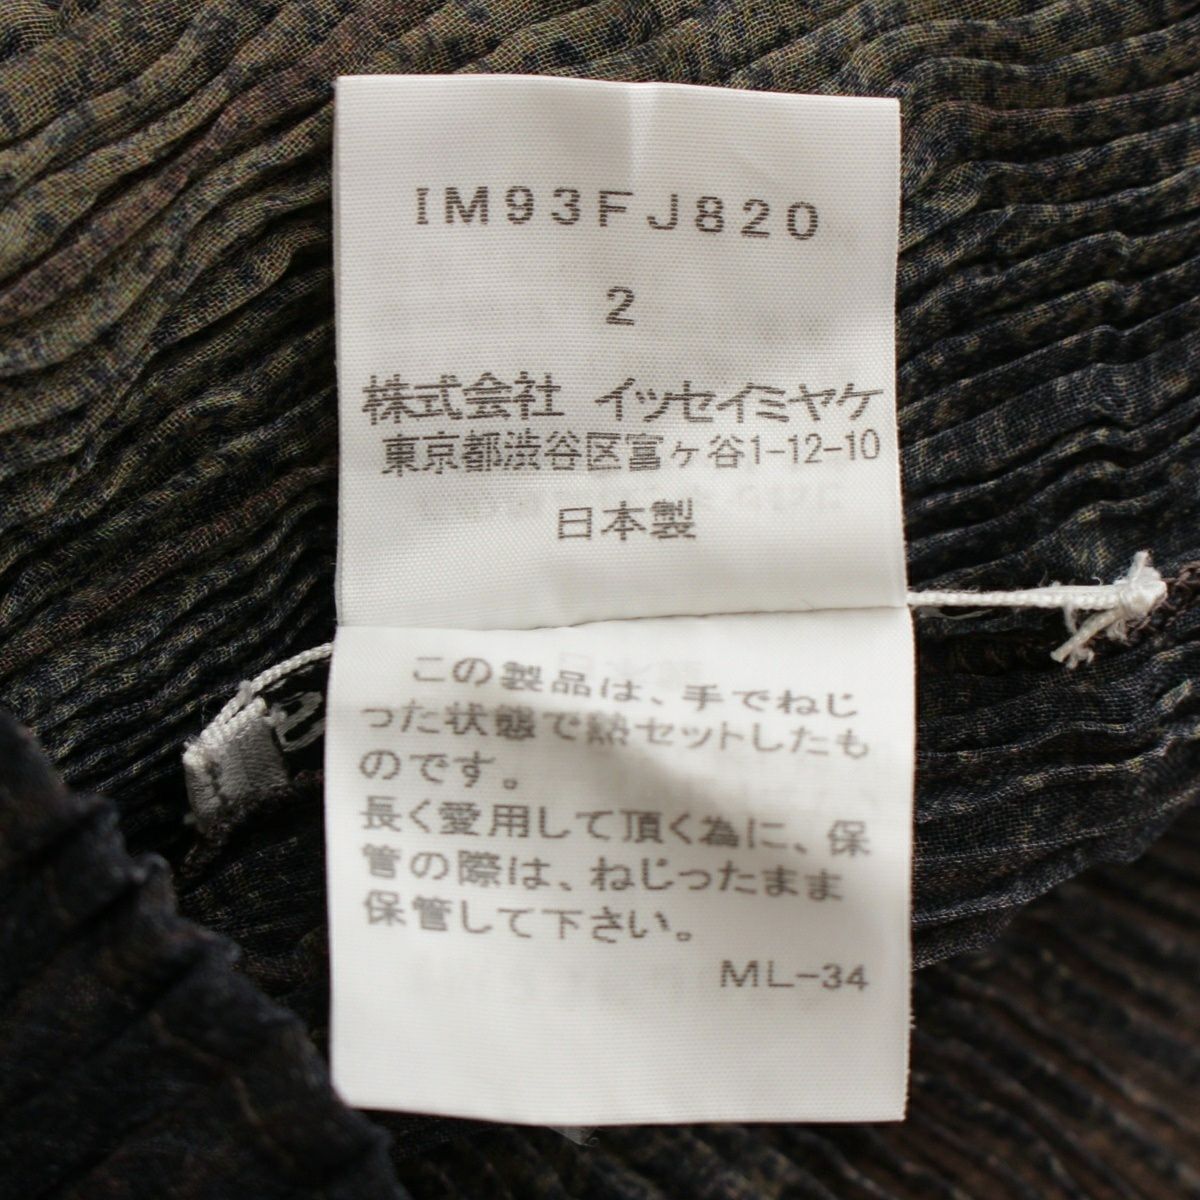 IM93FJ820
2
株式会社 イッセイミヤケ
東京都渋谷区富ヶ谷1-12-10
日本製
この製品は、手でねじ
った状態で熱セットしたも
のです。
長く愛用して頂く為に、保
管の際は、ねじったまま
保管して下さい。
ML-34